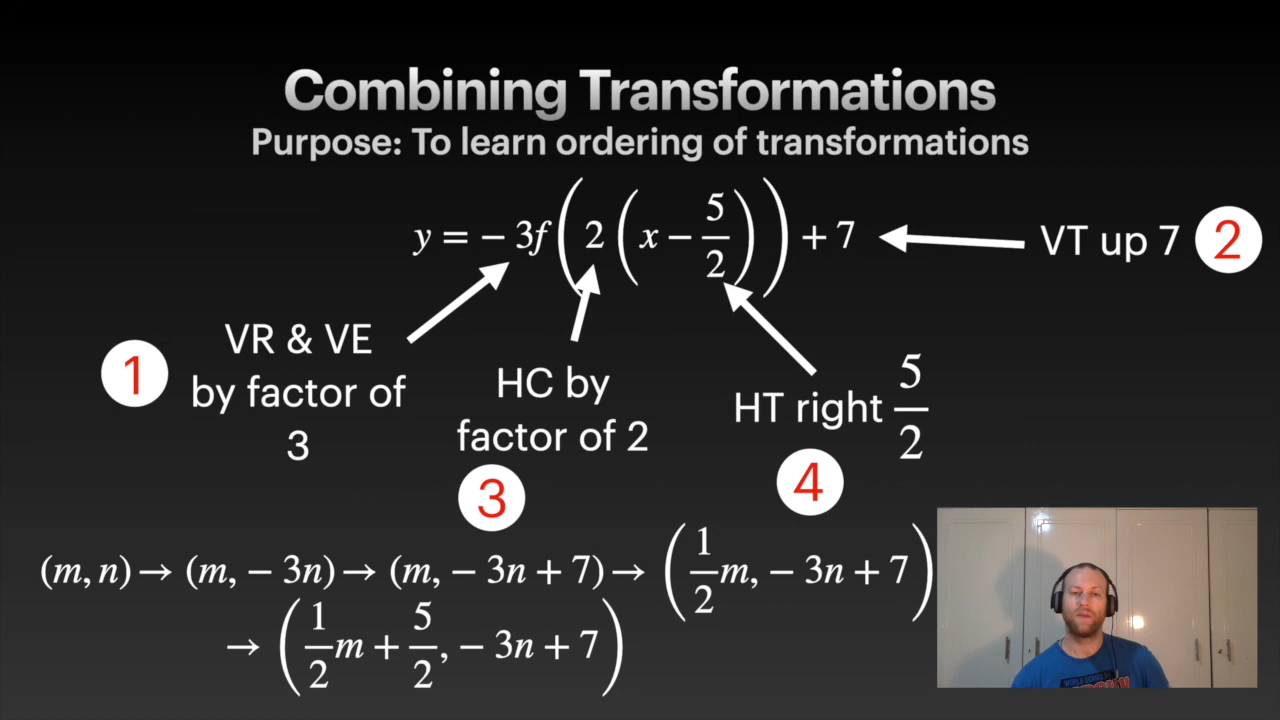 Combining Transformations
Purpose: To learn ordering of transformations
y = − 3f(2(x − 5/2)) + 7
VT up 7
2
1
VR & VE
by factor of
3
HC by
factor of 2
3
HT right 5/2
4
(m, n) → (m, − 3n) → (m, − 3n + 7) → (1/2 m, − 3n + 7)
→ (1/2 m + 5/2, − 3n + 7)